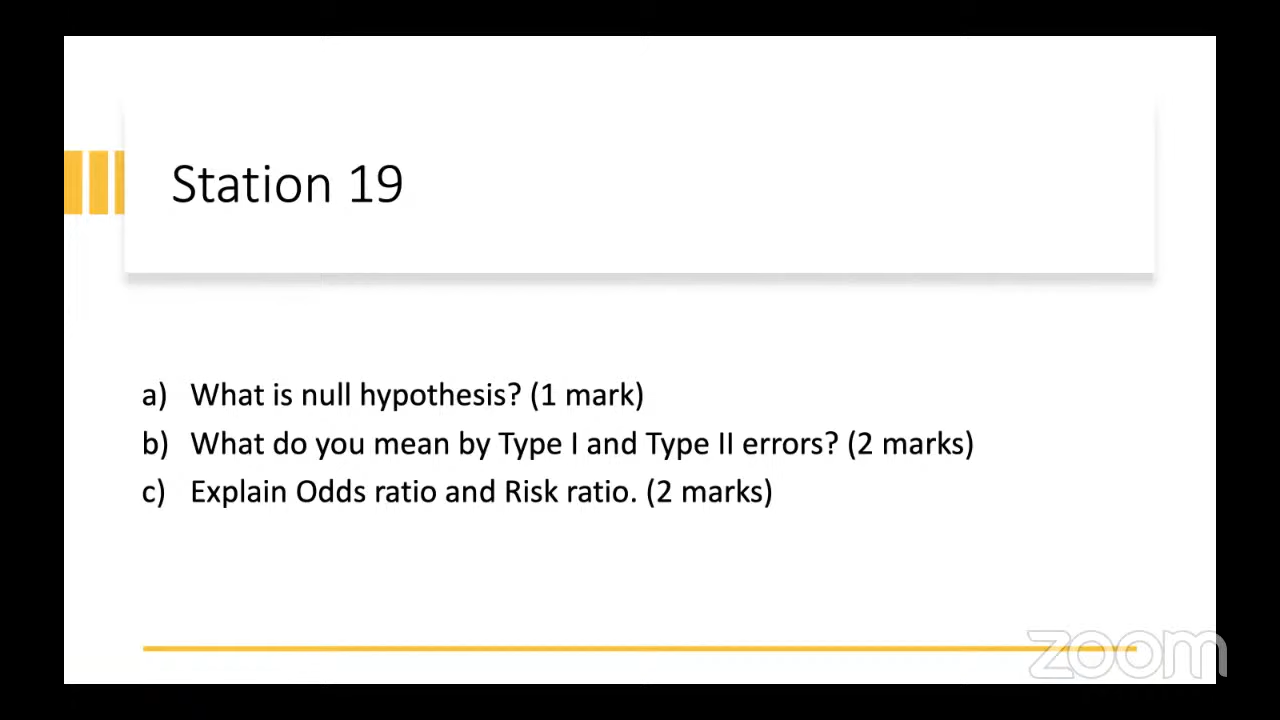 Station 19
a) What is null hypothesis? (1 mark)
b) What do you mean by Type I and Type II errors? (2 marks)
c) Explain Odds ratio and Risk ratio. (2 marks)
zoom